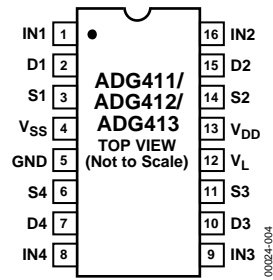 IN1 1 16 IN2
D1 2 15 D2
S1 3 14 S2
VSS 4 13 VDD
GND 5 12 VL
S4 6 11 S3
D4 7 10 D3
IN4 8 9 IN3
ADG411/
ADG412/
ADG413
TOP VIEW
(Not to Scale)
00024-004